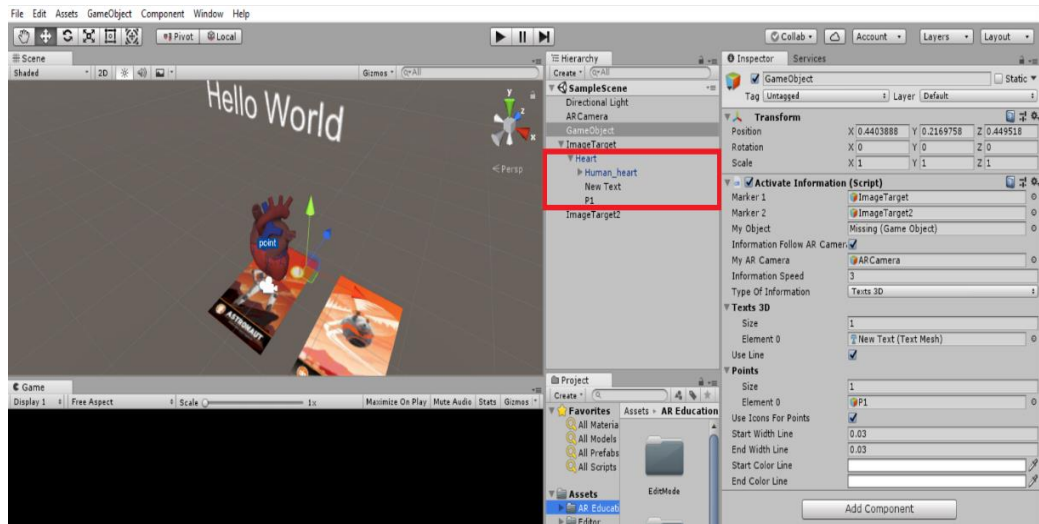 File Edit Assets GameObject Component Window Help
Pivot Local
Collab Account Layers Layout
Scene
Shaded 2D Gizmos All
Hello World
y z x
Persp
point
ASTRONAUT
Game
Display 1 Free Aspect Scale 1x Maximize On Play Mute Audio Stats Gizmos
Hierarchy
Create All
SampleScene
Directional Light
ARCamera
GameObject
ImageTarget
Heart
Human_heart
New Text
P1
ImageTarget2
Project
Create
Favorites
All Materia
All Models
All Prefabs
All Scripts
Assets
AR Educati
Editor
Assets AR Education
EditMode
Inspector Services
GameObject Static
Tag Untagged Layer Default
Transform
Position X 0.4403888 Y 0.2169758 Z 0.449518
Rotation X 0 Y 0 Z 0
Scale X 1 Y 1 Z 1
Activate Information (Script)
Marker 1 ImageTarget
Marker 2 ImageTarget2
My Object Missing (Game Object)
Information Follow AR Camer
My AR Camera ARCamera
Information Speed 3
Type Of Information Texts 3D
Texts 3D
Size 1
Element 0 New Text (Text Mesh)
Use Line
Points
Size 1
Element 0 P1
Use Icons For Points
Start Width Line 0.03
End Width Line 0.03
Start Color Line
End Color Line
Add Component